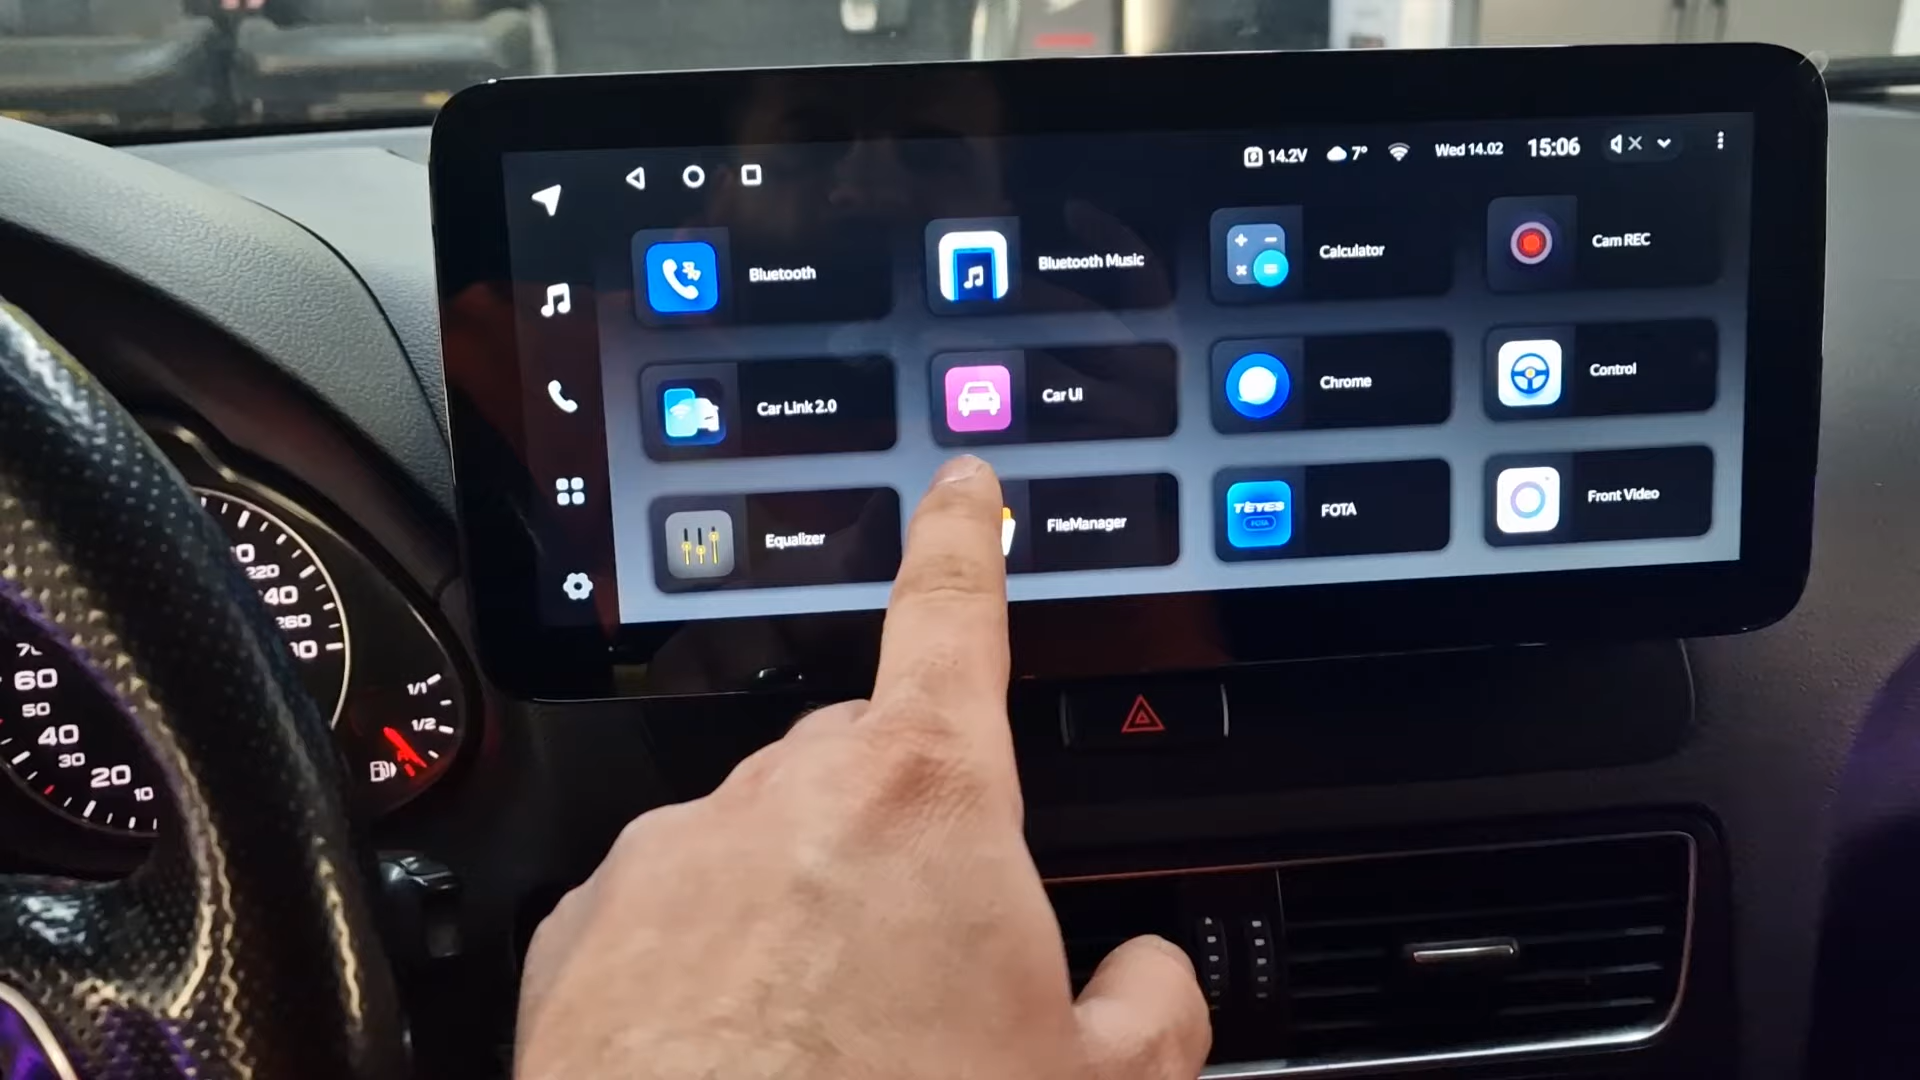 14.2V 7° Wed 14.02 15:06
Bluetooth
Bluetooth Music
Calculator
Cam REC
Car Link 2.0
Car UI
Chrome
Control
Equalizer
FileManager
TEYES
FOTA
FOTA
Front Video
220
260
1/1
1/2
60
50
40
30
20
10